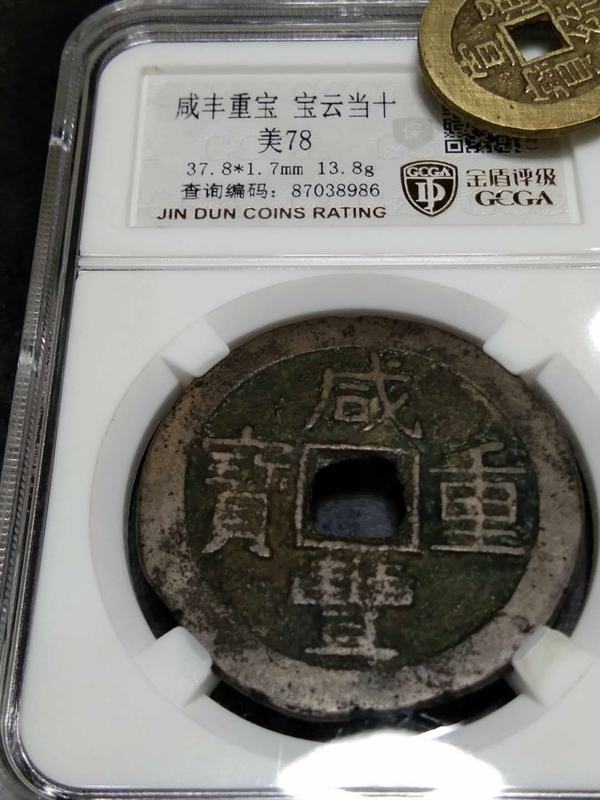 咸丰重宝 宝云当十
美78
37.8*1.7mm 13.8g
查询编码：87038986
JIN DUN COINS RATING
GCGA
金盾评级
GCGA
咸
寶 重
豐